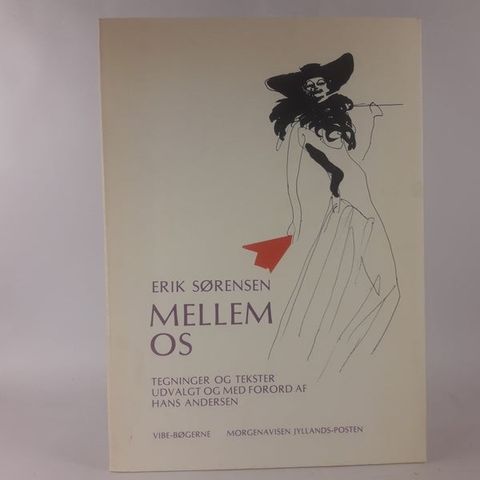 ERIK SØRENSEN
MELLEM
OS
TEGNINGER OG TEKSTER
UDVALGT OG MED FORORD AF
HANS ANDERSEN
VIBE-BØGERNE MORGENAVISEN JYLLANDS-POSTEN